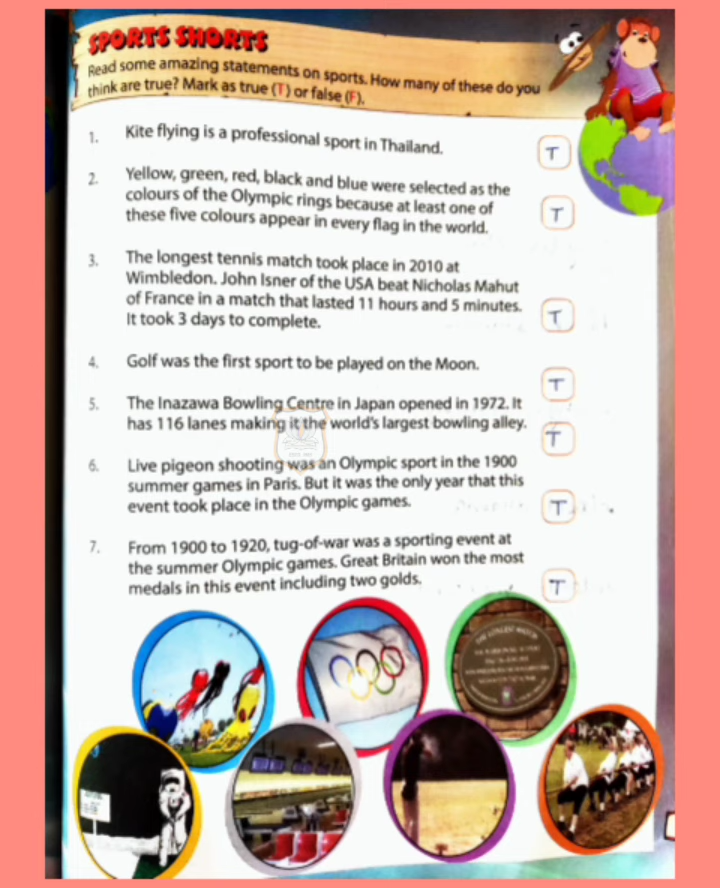 SPORTS SHORTS
Read some amazing statements on sports. How many of these do you
think are true? Mark as true (T) or false (F).
1. Kite flying is a professional sport in Thailand.
T
2. Yellow, green, red, black and blue were selected as the
colours of the Olympic rings because at least one of
these five colours appear in every flag in the world.
T
3. The longest tennis match took place in 2010 at
Wimbledon. John Isner of the USA beat Nicholas Mahut
of France in a match that lasted 11 hours and 5 minutes.
It took 3 days to complete.
T
4. Golf was the first sport to be played on the Moon.
T
5. The Inazawa Bowling Centre in Japan opened in 1972. It
has 116 lanes making it the world's largest bowling alley.
T
6. Live pigeon shooting was an Olympic sport in the 1900
summer games in Paris. But it was the only year that this
event took place in the Olympic games.
T
7. From 1900 to 1920, tug-of-war was a sporting event at
the summer Olympic games. Great Britain won the most
medals in this event including two golds.
T
THE LONGEST MATCH